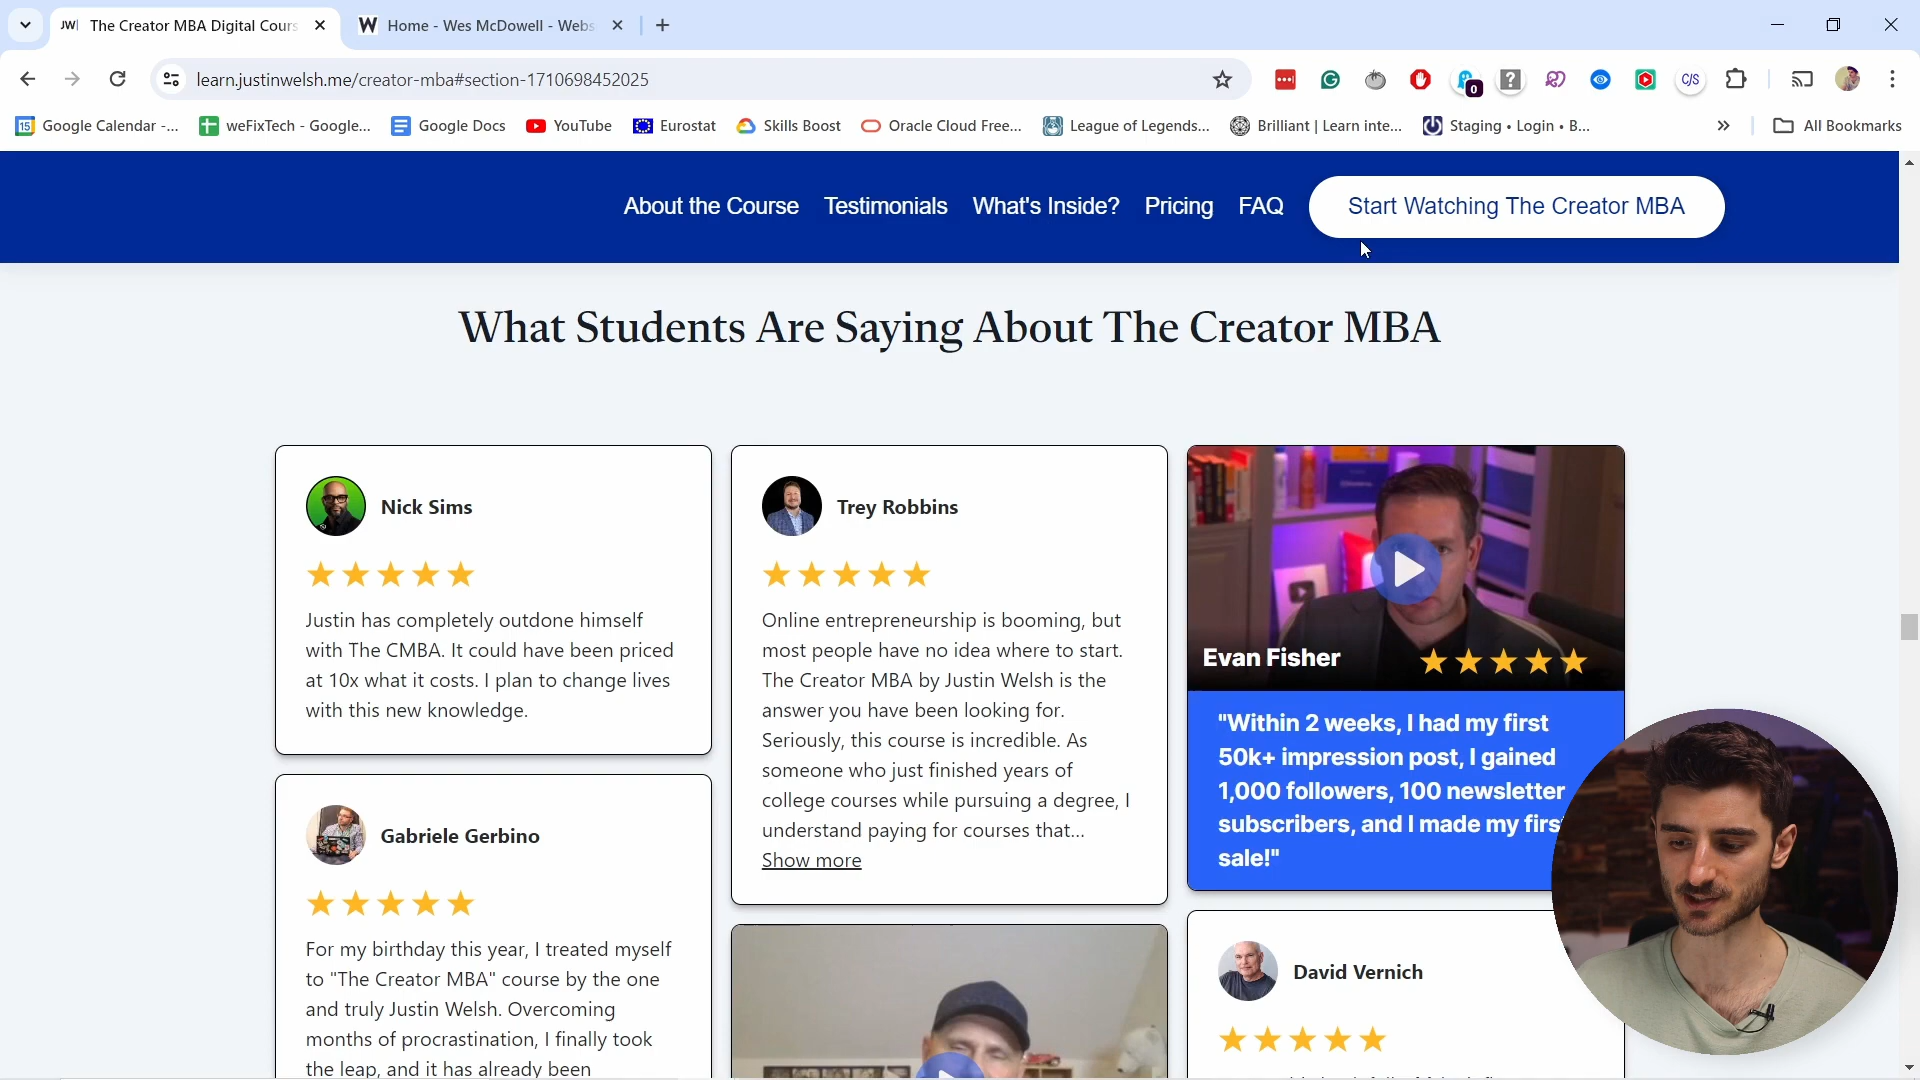 JW
The Creator MBA Digital Cours
W
Home - Wes McDowell - Webs
learn.justinwelsh.me/creator-mba#section-1710698452025
0
C/S
15
Google Calendar -...
weFixTech - Google...
Google Docs
YouTube
Eurostat
Skills Boost
Oracle Cloud Free...
League of Legends...
Brilliant | Learn inte...
Staging • Login • B...
»
All Bookmarks
About the Course
Testimonials
What's Inside?
Pricing
FAQ
Start Watching The Creator MBA
What Students Are Saying About The Creator MBA
Nick Sims
Justin has completely outdone himself
with The CMBA. It could have been priced
at 10x what it costs. I plan to change lives
with this new knowledge.
Gabriele Gerbino
For my birthday this year, I treated myself
to "The Creator MBA" course by the one
and truly Justin Welsh. Overcoming
months of procrastination, I finally took
the leap, and it has already been
Trey Robbins
Online entrepreneurship is booming, but
most people have no idea where to start.
The Creator MBA by Justin Welsh is the
answer you have been looking for.
Seriously, this course is incredible. As
someone who just finished years of
college courses while pursuing a degree, I
understand paying for courses that...
Show more
Evan Fisher
"Within 2 weeks, I had my first
50k+ impression post, I gained
1,000 followers, 100 newsletter
subscribers, and I made my firs
sale!"
David Vernich